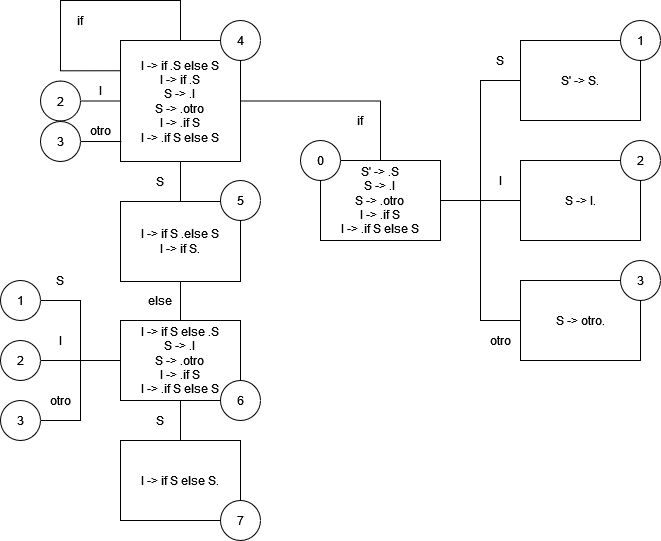 if
4
I -> if .S else S
I -> if .S
S -> .I
S -> .otro
I -> .if S
I -> .if S else S
2
I
3
otro
if
S
1
S' -> S.
0
S' -> .S
S -> .I
S -> .otro
I -> .if S
I -> .if S else S
I
2
S -> I.
otro
3
S -> otro.
S
5
I -> if S .else S
I -> if S.
else
6
I -> if S else .S
S -> .I
S -> .otro
I -> .if S
I -> .if S else S
S
1
I
2
otro
3
S
7
I -> if S else S.